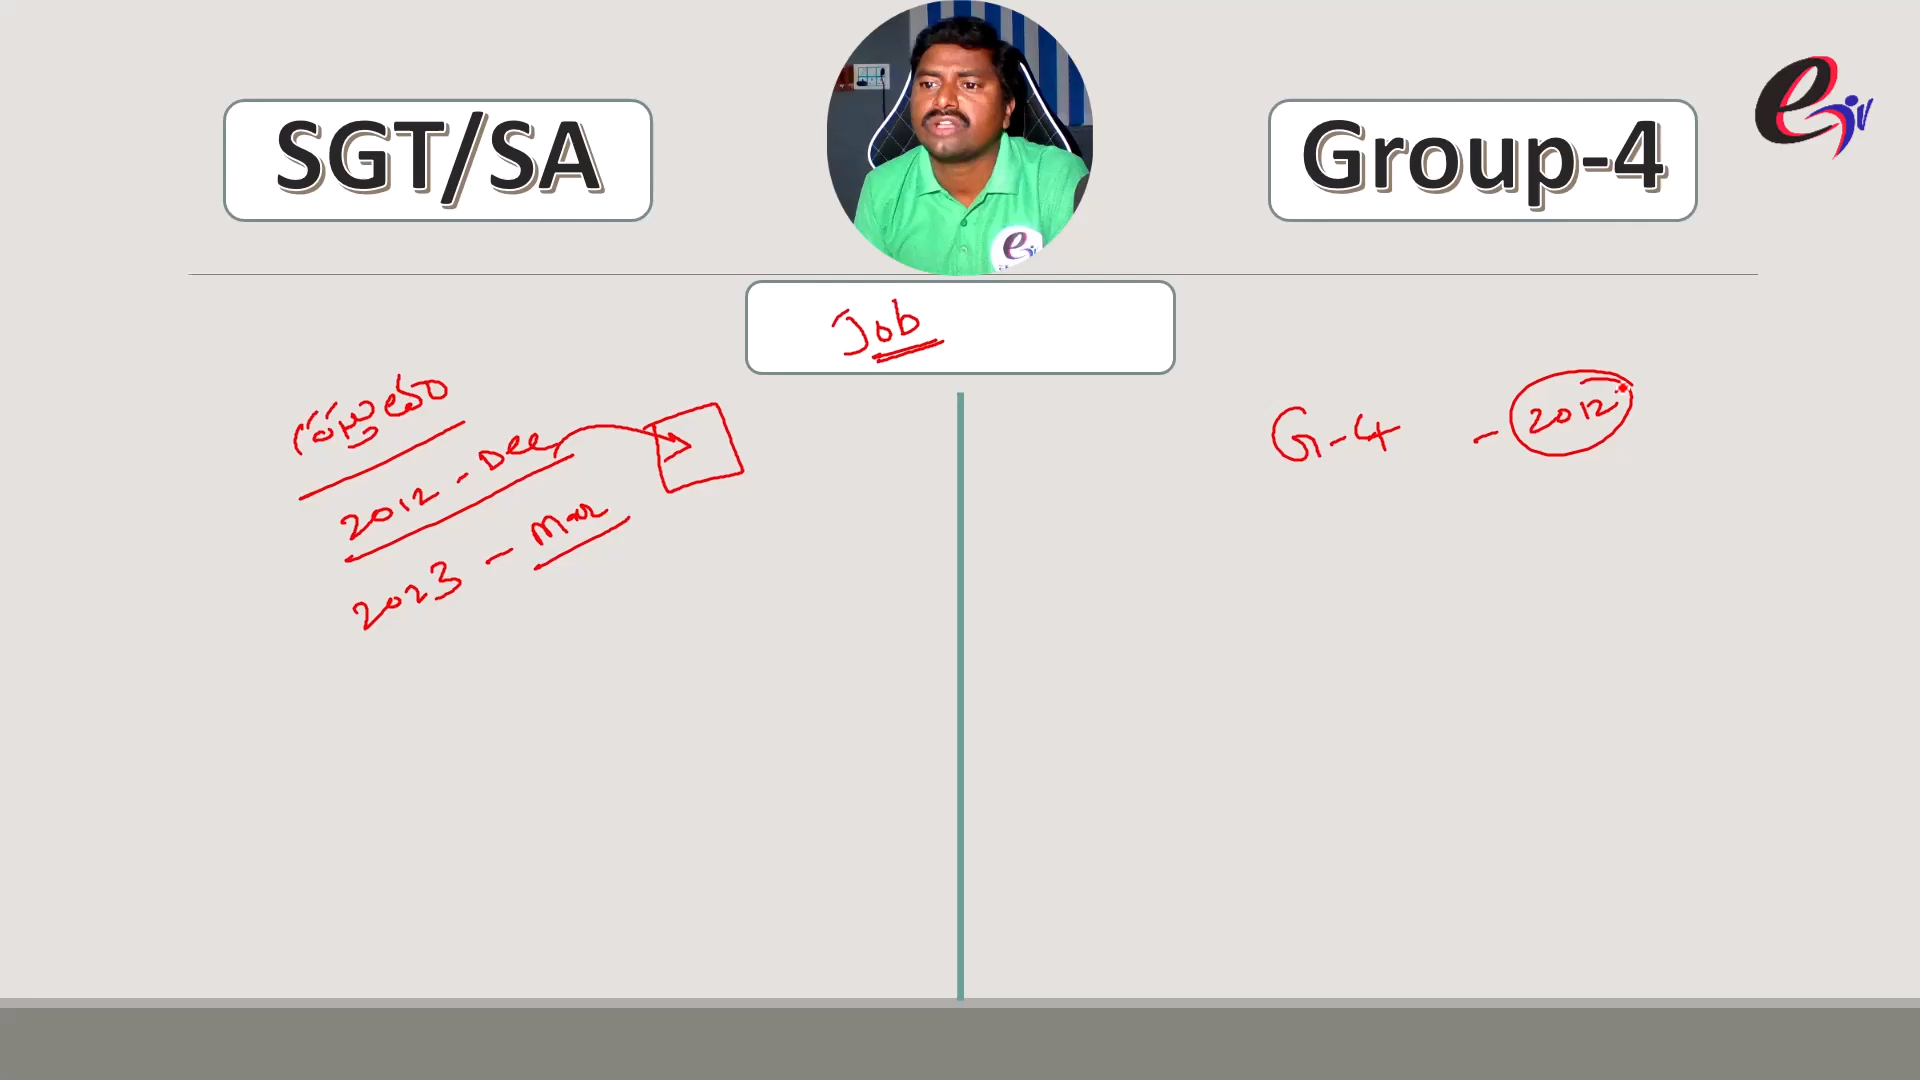 SGT/SA
Group-4
Job
2012 - Dec
2023 - Mar
G-4 - 2012